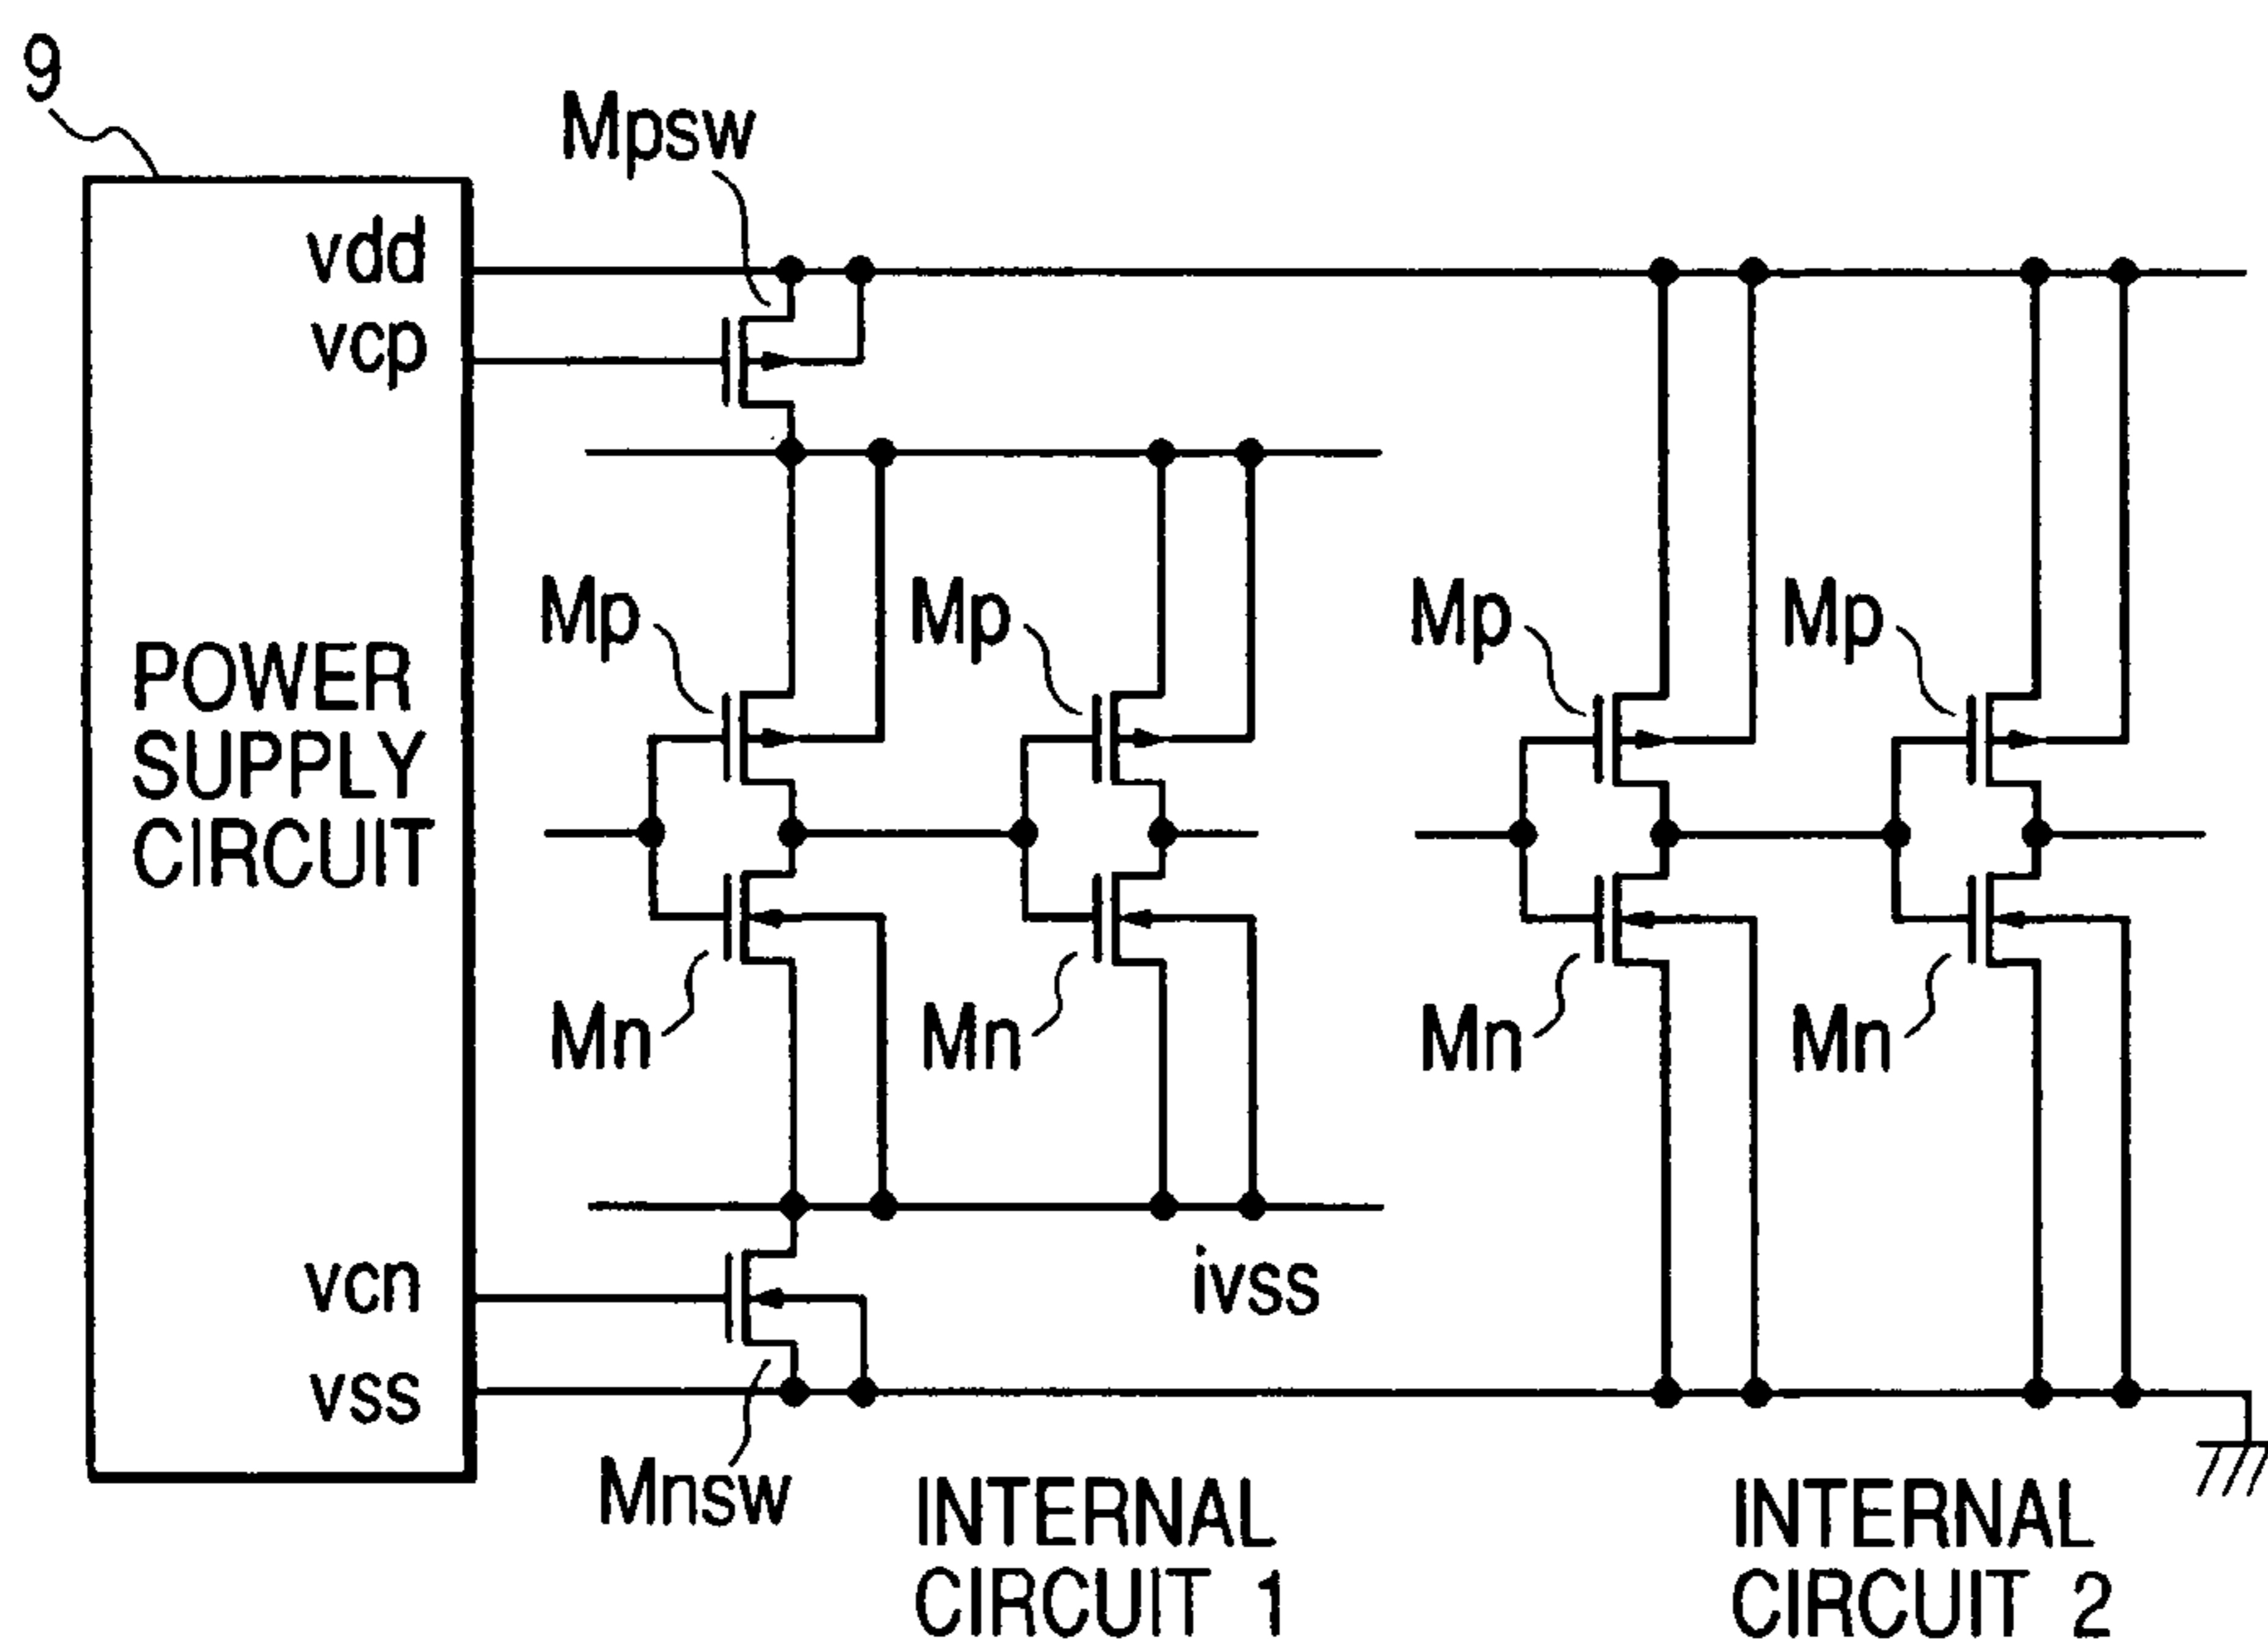 9
Mpsw
vdd
vcp
Mp
Mp
Mp
Mp
POWER
SUPPLY
CIRCUIT
Mn
Mn
Mn
Mn
vcn
ivss
vss
Mnsw
INTERNAL
CIRCUIT 1
INTERNAL
CIRCUIT 2